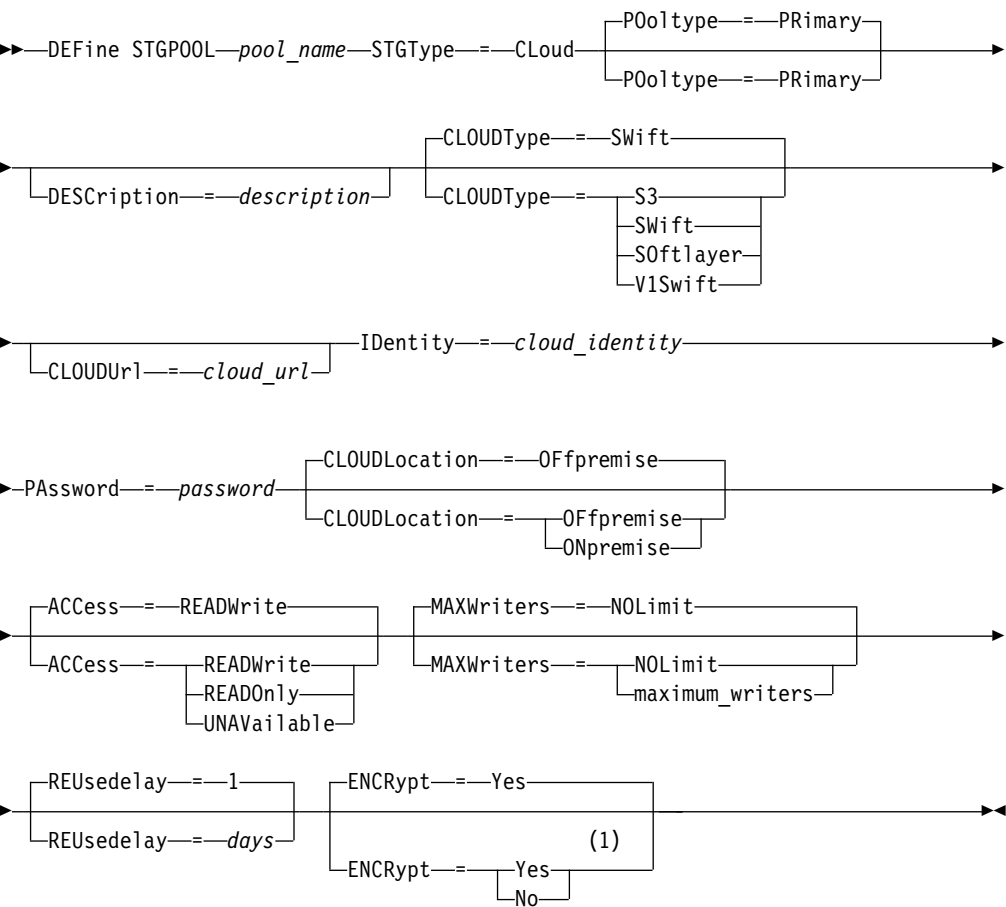 POoltype = PRimary
DEFine STGPOOL pool_name STGType = CLoud
POoltype = PRimary
CLOUDType = SWift
DESCription = description
CLOUDType = S3
SWift
SOftlayer
V1Swift
IDentity = cloud_identity
CLOUDUrl = cloud_url
CLOUDLocation = OFfpremise
PAssword = password
CLOUDLocation = OFfpremise
ONpremise
ACCess = READWrite
MAXWriters = NOLimit
ACCess = READWrite
READOnly
UNAVailable
MAXWriters = NOLimit
maximum_writers
REUsedelay = 1
ENCRypt = Yes
REUsedelay = days
(1)
ENCRypt = Yes
No